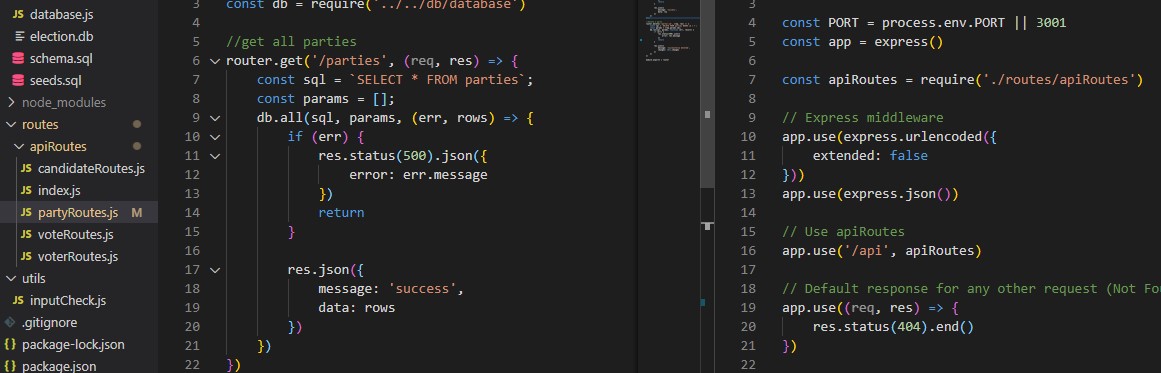 database.js
election.db
schema.sql
seeds.sql
node_modules
routes
apiRoutes
JS candidateRoutes.js
JS index.js
JS partyRoutes.js M
JS voteRoutes.js
JS voterRoutes.js
utils
JS inputCheck.js
.gitignore
{} package-lock.json
{} package.json
3 const db = require('../../db/database')
4
5 //get all parties
6 router.get('/parties', (req, res) => {
7 const sql = `SELECT * FROM parties`;
8 const params = [];
9 db.all(sql, params, (err, rows) => {
10 if (err) {
11 res.status(500).json({
12 error: err.message
13 })
14 return
15 }
16
17 res.json({
18 message: 'success',
19 data: rows
20 })
21 })
22 })
3
4 const PORT = process.env.PORT || 3001
5 const app = express()
6
7 const apiRoutes = require('./routes/apiRoutes')
8
9 // Express middleware
10 app.use(express.urlencoded({
11 extended: false
12 }))
13 app.use(express.json())
14
15 // Use apiRoutes
16 app.use('/api', apiRoutes)
17
18 // Default response for any other request (Not Fo
19 app.use((req, res) => {
20 res.status(404).end()
21 })
22